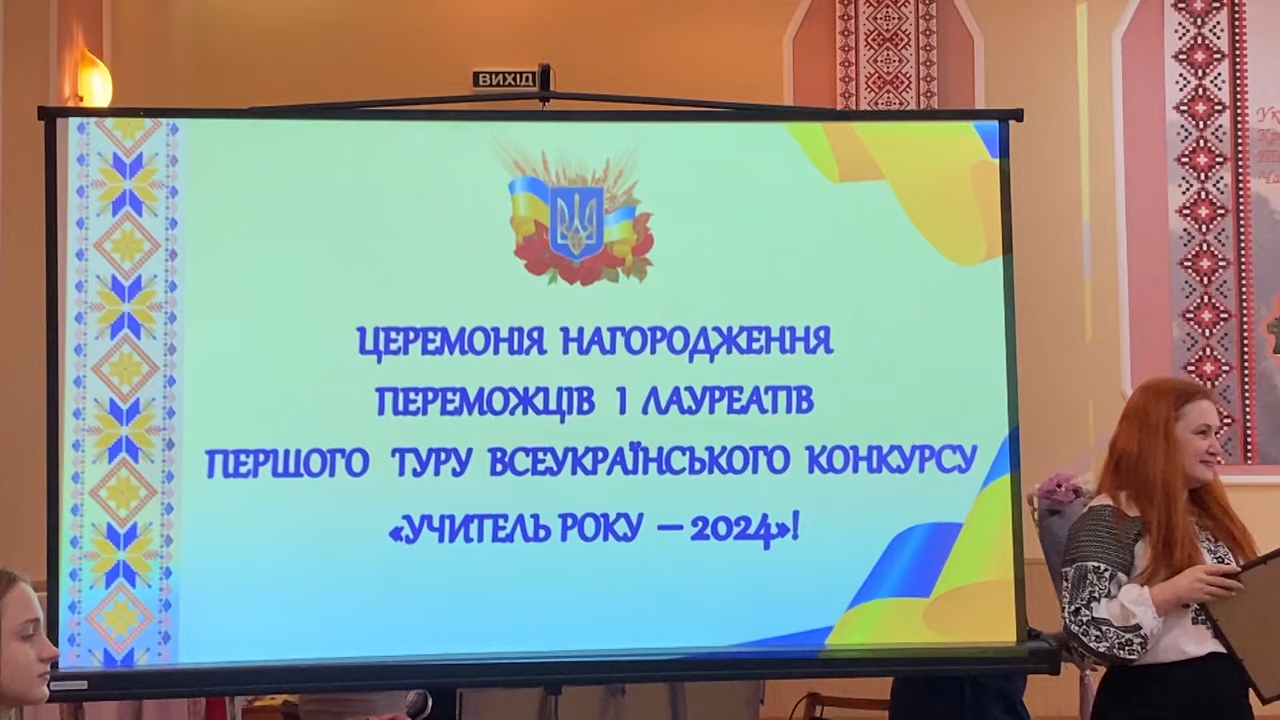 ВИХІД
ЦЕРЕМОНІЯ НАГОРОДЖЕННЯ
ПЕРЕМОЖЦІВ І ЛАУРЕАТІВ
ПЕРШОГО ТУРУ ВСЕУКРАЇНСЬКОГО КОНКУРСУ
«УЧИТЕЛЬ РОКУ – 2024»!